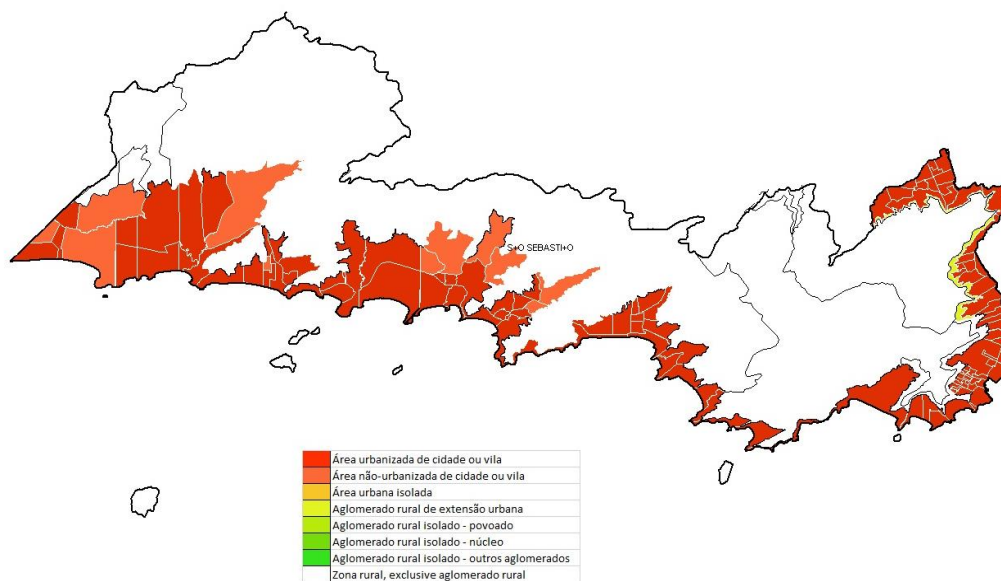 S+O SEBASTI+O
Área urbanizada de cidade ou vila
Área não-urbanizada de cidade ou vila
Área urbana isolada
Aglomerado rural de extensão urbana
Aglomerado rural isolado - povoado
Aglomerado rural isolado - núcleo
Aglomerado rural isolado - outros aglomerados
Zona rural, exclusive aglomerado rural